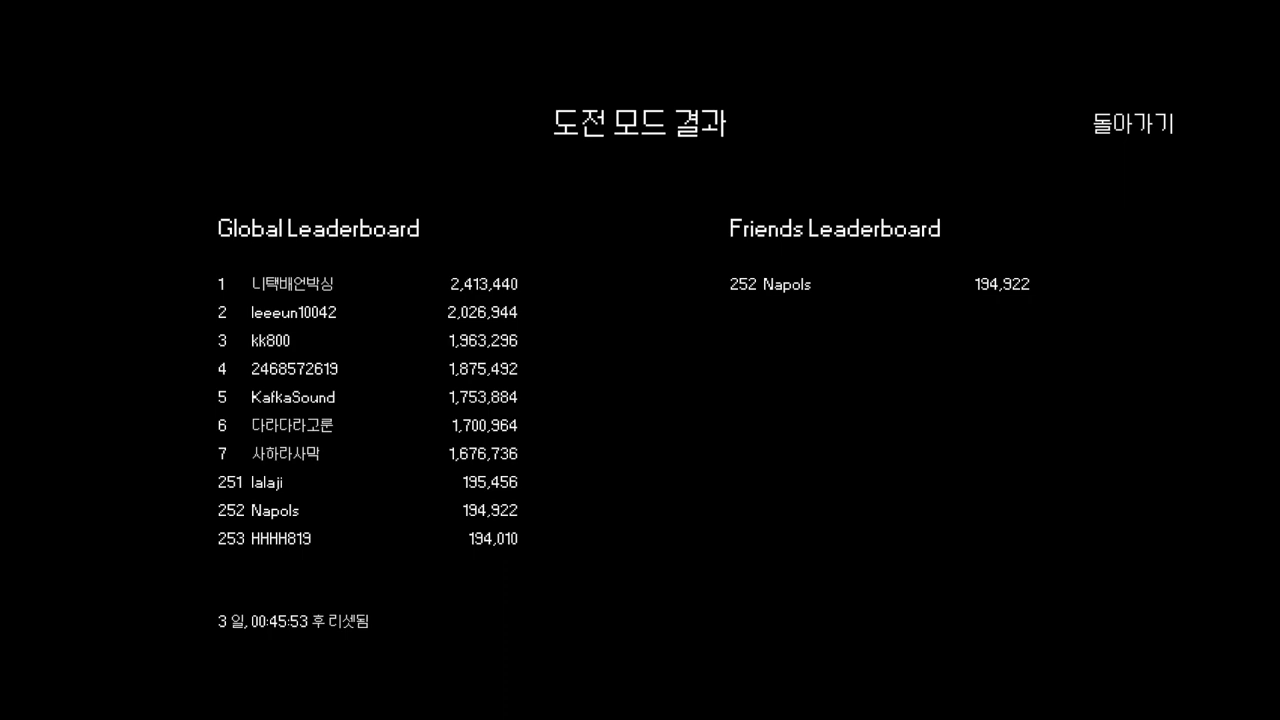 도전 모드 결과
돌아가기
Global Leaderboard
1 니택배언박싱 2,413,440
2 leeeun10042 2,026,944
3 kk800 1,963,296
4 2468572619 1,875,492
5 KafkaSound 1,753,884
6 다라다라고룬 1,700,964
7 사하라사막 1,676,736
251 lalaji 195,456
252 Napols 194,922
253 HHHH819 194,010
Friends Leaderboard
252 Napols 194,922
3 일, 00:45:53 후 리셋됨